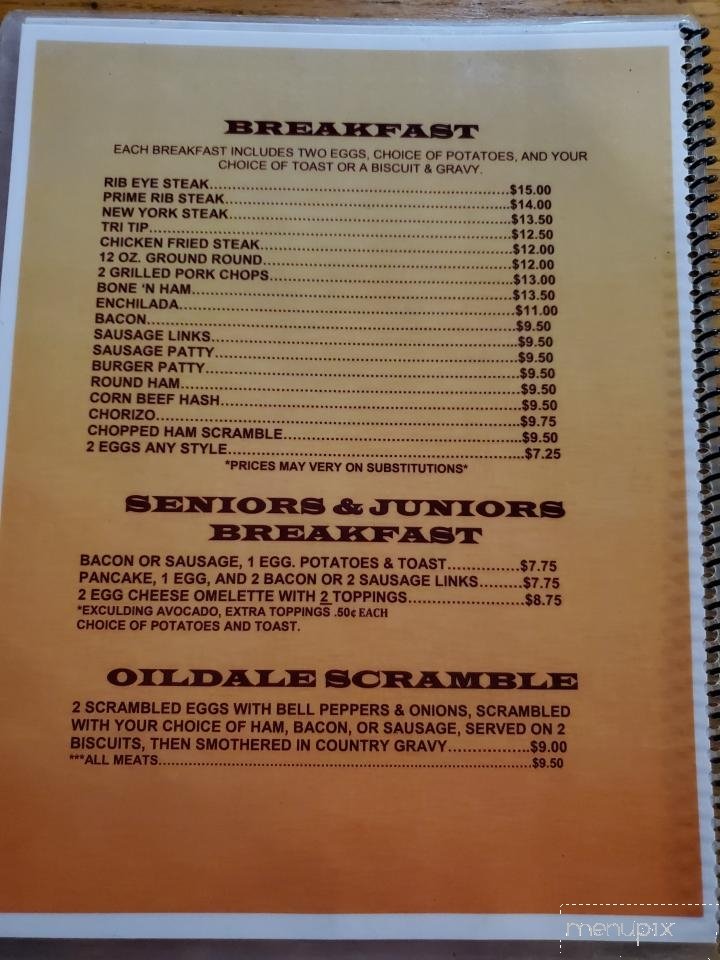 BREAKFAST
EACH BREAKFAST INCLUDES TWO EGGS, CHOICE OF POTATOES, AND YOUR
CHOICE OF TOAST OR A BISCUIT & GRAVY.
RIB EYE STEAK...$15.00
PRIME RIB STEAK...$14.00
NEW YORK STEAK...$13.50
TRI TIP...$12.50
CHICKEN FRIED STEAK...$12.00
12 OZ. GROUND ROUND...$12.00
2 GRILLED PORK CHOPS...$13.00
BONE 'N HAM...$13.50
ENCHILADA...$11.00
BACON...$9.50
SAUSAGE LINKS...$9.50
SAUSAGE PATTY...$9.50
BURGER PATTY...$9.50
ROUND HAM...$9.50
CORN BEEF HASH...$9.50
CHORIZO...$9.75
CHOPPED HAM SCRAMBLE...$9.50
2 EGGS ANY STYLE...$7.25
*PRICES MAY VERY ON SUBSTITUTIONS*
SENIORS & JUNIORS
BREAKFAST
BACON OR SAUSAGE, 1 EGG. POTATOES & TOAST...$7.75
PANCAKE, 1 EGG, AND 2 BACON OR 2 SAUSAGE LINKS...$7.75
2 EGG CHEESE OMELETTE WITH 2 TOPPINGS...$8.75
*EXCULDING AVOCADO, EXTRA TOPPINGS .50¢ EACH
CHOICE OF POTATOES AND TOAST.
OILDALE SCRAMBLE
2 SCRAMBLED EGGS WITH BELL PEPPERS & ONIONS, SCRAMBLED
WITH YOUR CHOICE OF HAM, BACON, OR SAUSAGE, SERVED ON 2
BISCUITS, THEN SMOTHERED IN COUNTRY GRAVY...$9.00
***ALL MEATS...$9.50
menupix